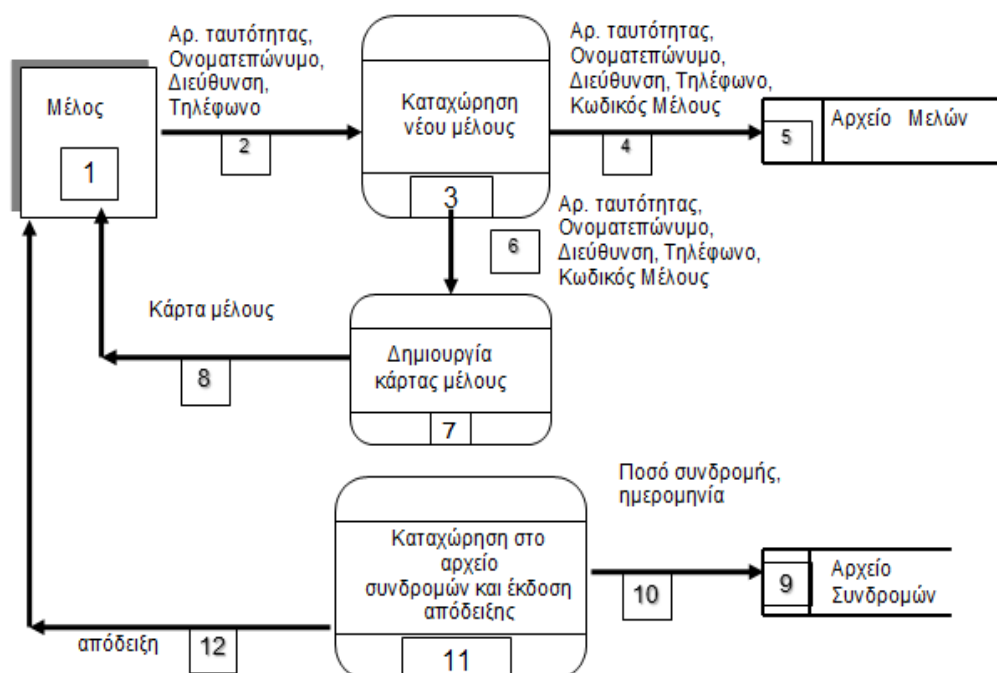 Αρ. ταυτότητας,
Ονοματεπώνυμο,
Διεύθυνση,
Τηλέφωνο
Αρ. ταυτότητας,
Ονοματεπώνυμο,
Διεύθυνση, Τηλέφωνο,
Κωδικός Μέλους
Μέλος
1
2
Καταχώρηση
νέου μέλους
3
4
5
Αρχείο Μελών
6
Αρ. ταυτότητας,
Ονοματεπώνυμο,
Διεύθυνση, Τηλέφωνο,
Κωδικός Μέλους
Κάρτα μέλους
8
Δημιουργία
κάρτας μέλους
7
Ποσό συνδρομής,
ημερομηνία
Καταχώρηση στο
αρχείο
συνδρομών και έκδοση
απόδειξης
11
10
9
Αρχείο
Συνδρομών
απόδειξη
12